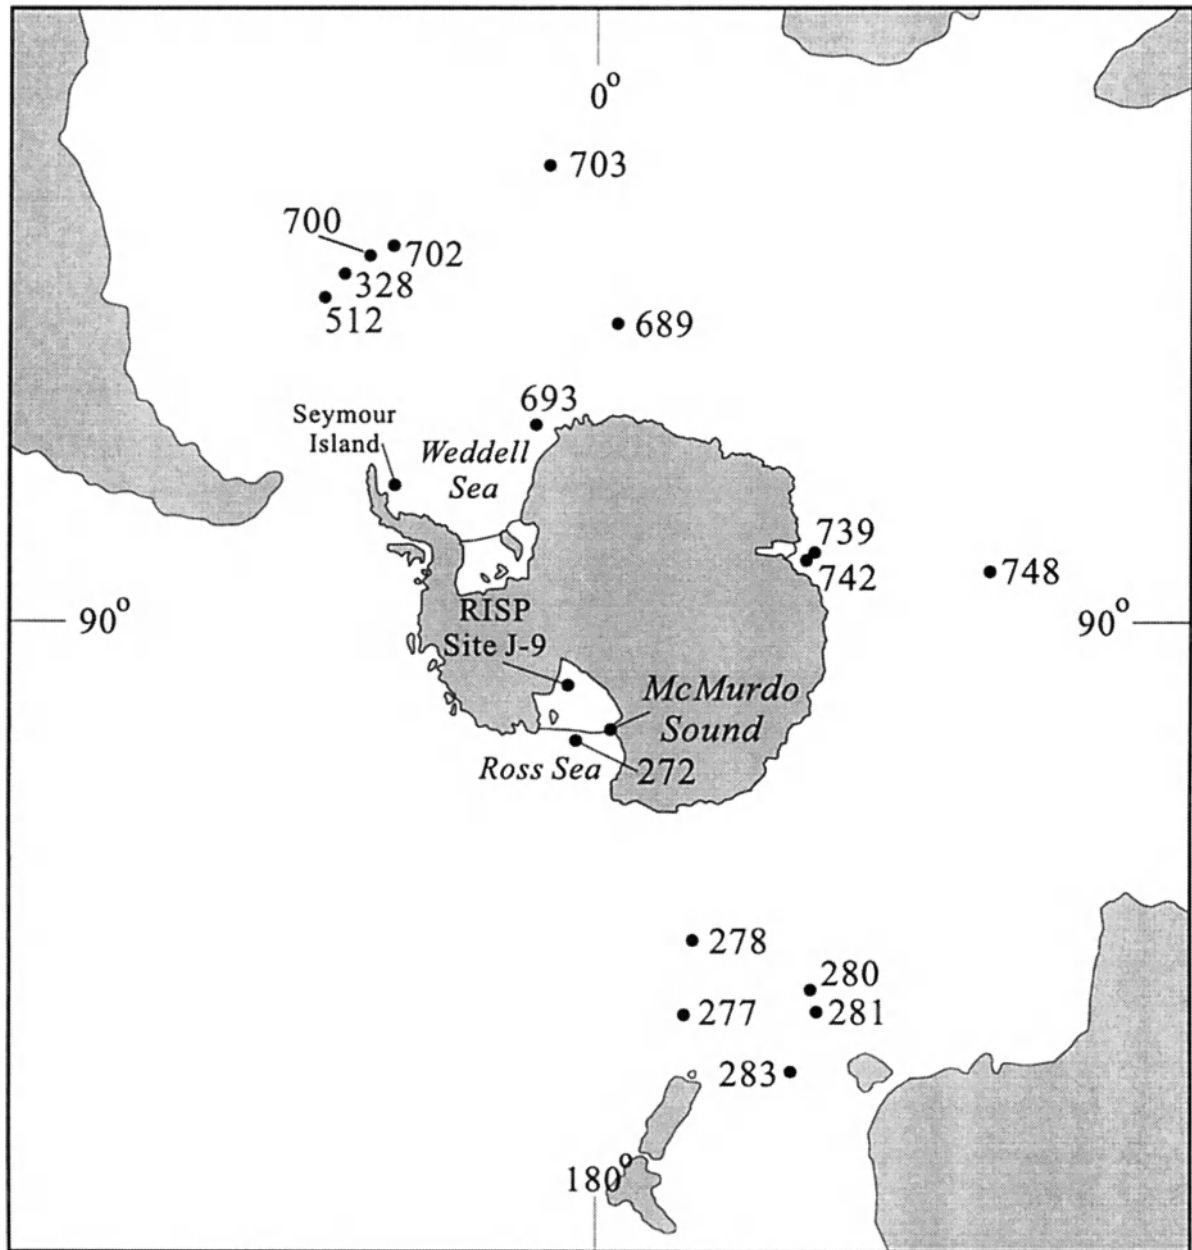 0°
703
700
702
328
512
689
693
Seymour
Island
Weddell
Sea
739
742
748
90°
RISP
Site J-9
90°
McMurdo
Sound
Ross Sea
272
278
280
277
281
283
180°